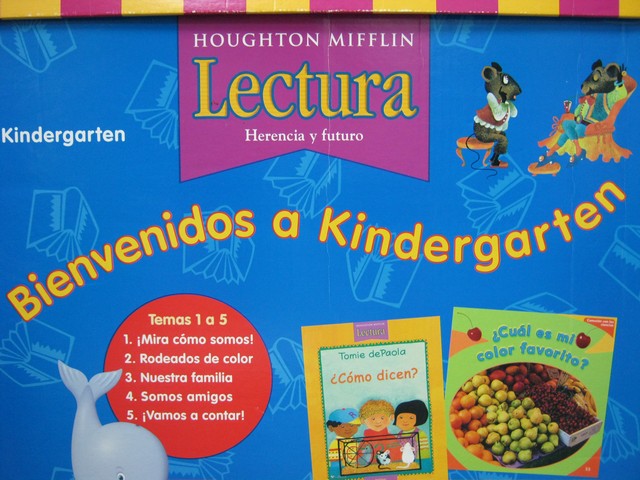 HOUGHTON MIFFLIN
Lectura
Herencia y futuro
Kindergarten
Bienvenidos a Kindergarten
Temas 1 a 5
1. ¡Mira cómo somos!
2. Rodeados de color
3. Nuestra familia
4. Somos amigos
5. ¡Vamos a contar!
Lectura
Tomie dePaola
¿Cómo dicen?
¿Cuál es mi
color favorito?